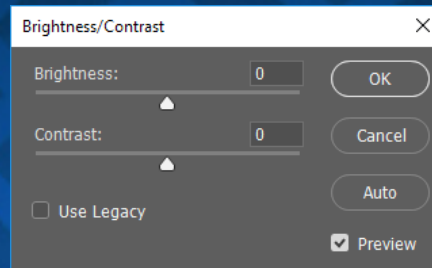 Brightness/Contrast
Brightness: 0
OK
Contrast: 0
Cancel
Auto
Use Legacy
Preview